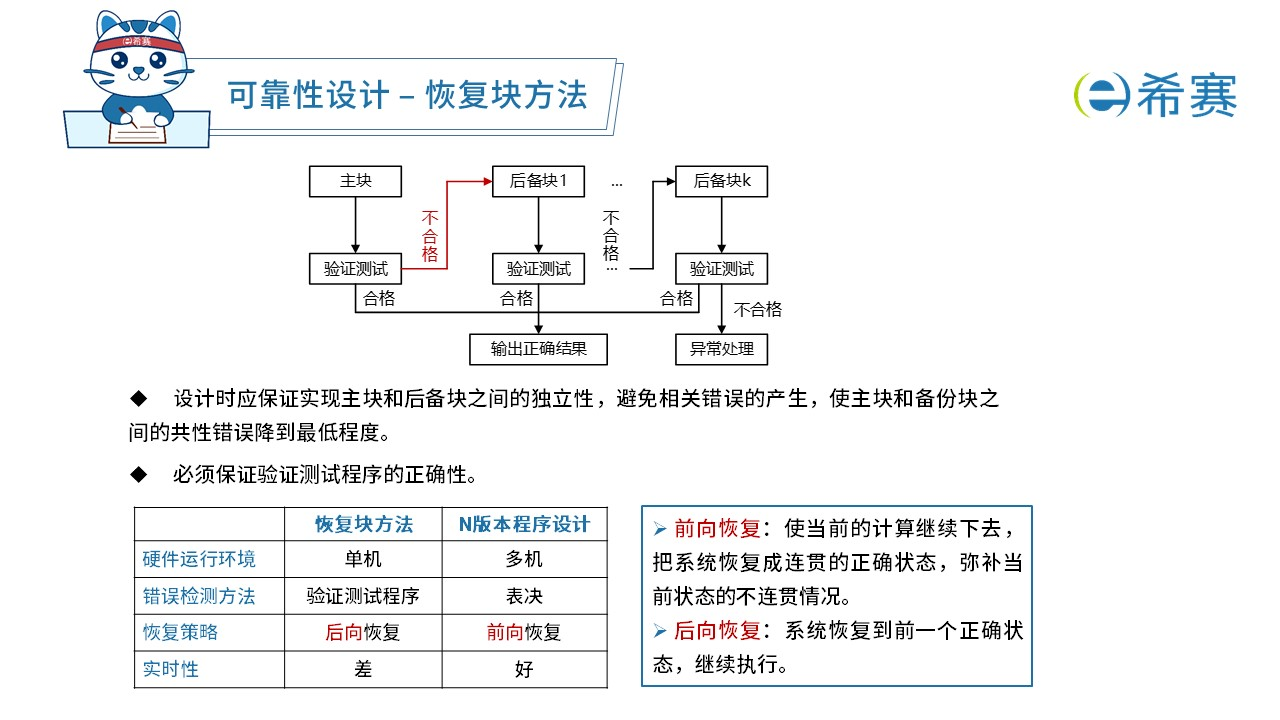 希赛
可靠性设计 – 恢复块方法
希赛
主块
后备块1
...
后备块k
不合格
不合格...
验证测试
验证测试
验证测试
合格
合格
合格
不合格
输出正确结果
异常处理
◆ 设计时应保证实现主块和后备块之间的独立性，避免相关错误的产生，使主块和备份块之
间的共性错误降到最低程度。
◆ 必须保证验证测试程序的正确性。
恢复块方法 N版本程序设计
硬件运行环境 单机 多机
错误检测方法 验证测试程序 表决
恢复策略 后向恢复 前向恢复
实时性 差 好
➢ 前向恢复：使当前的计算继续下去，
把系统恢复成连贯的正确状态，弥补当
前状态的不连贯情况。
➢ 后向恢复：系统恢复到前一个正确状
态，继续执行。